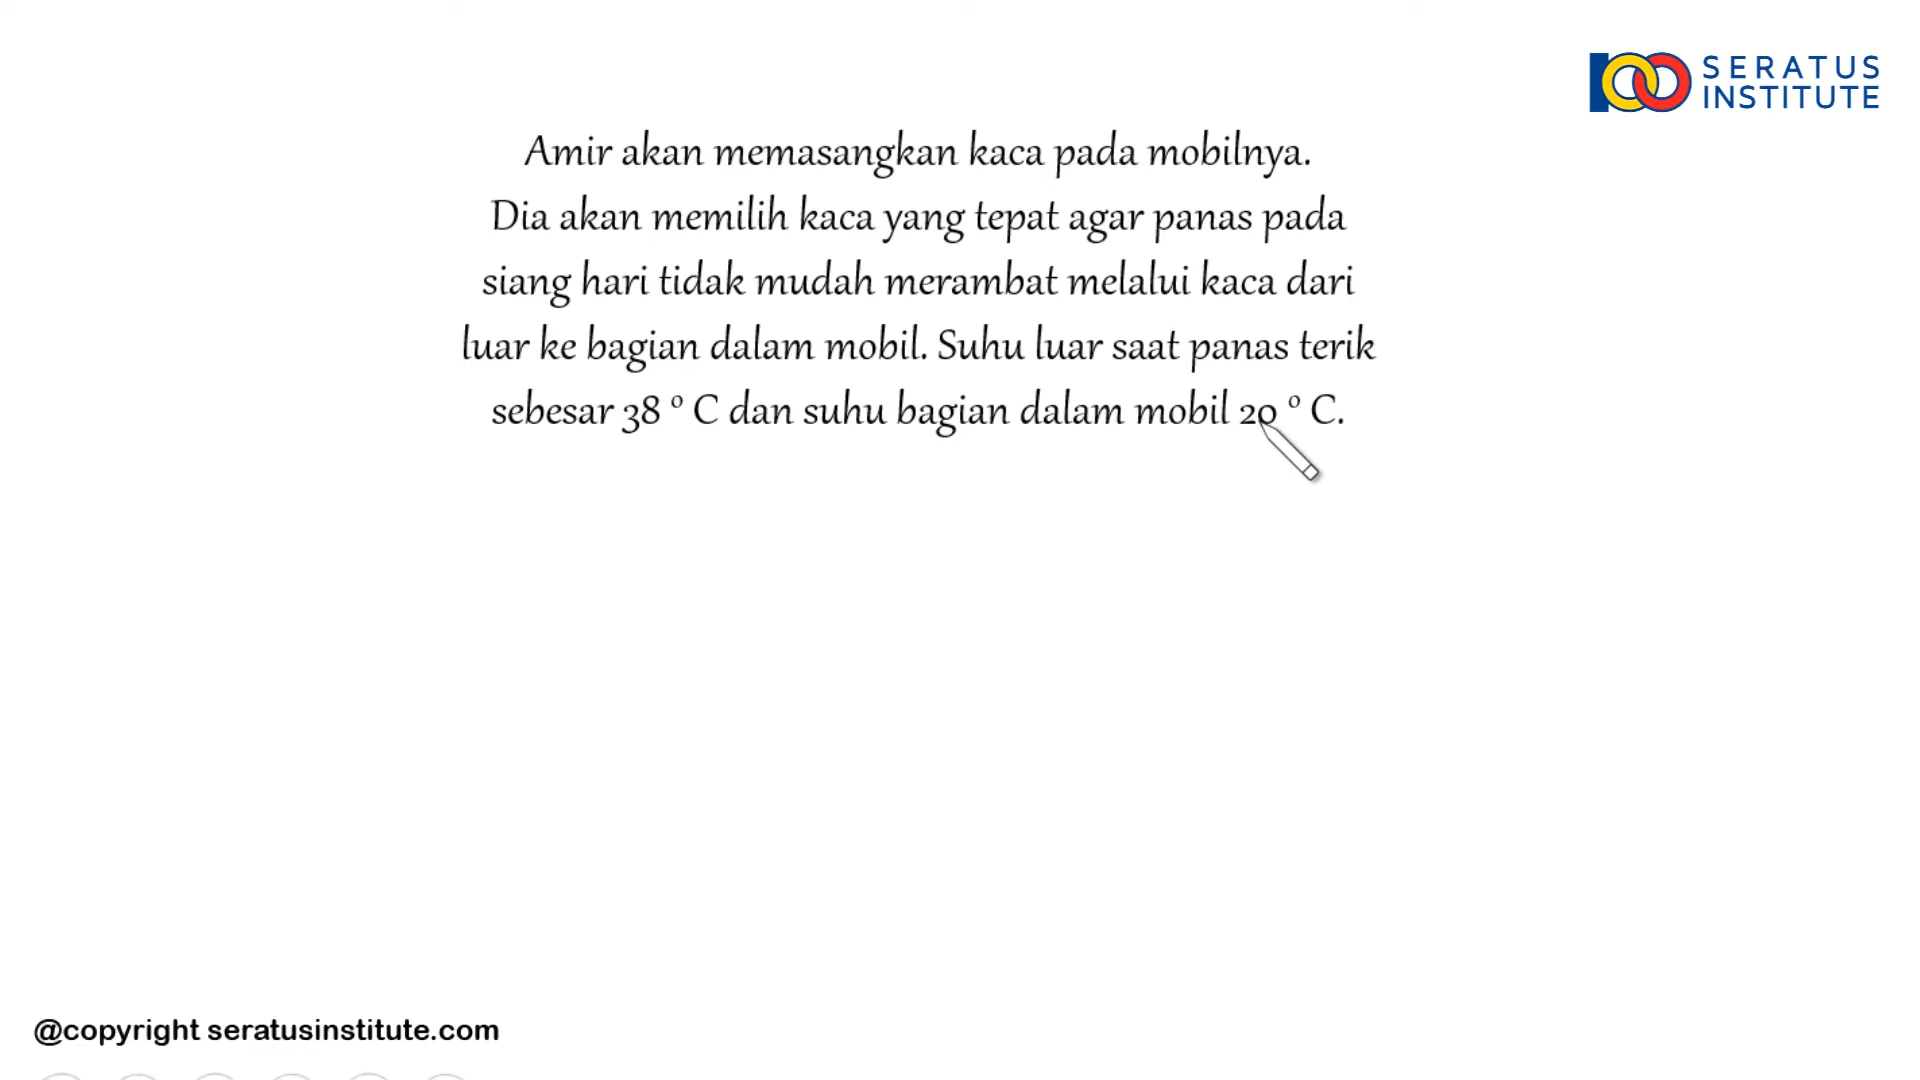 SERATUS
INSTITUTE
Amir akan memasangkan kaca pada mobilnya.
Dia akan memilih kaca yang tepat agar panas pada
siang hari tidak mudah merambat melalui kaca dari
luar ke bagian dalam mobil. Suhu luar saat panas terik
sebesar 38 ° C dan suhu bagian dalam mobil 20 ° C.
@copyright seratusinstitute.com